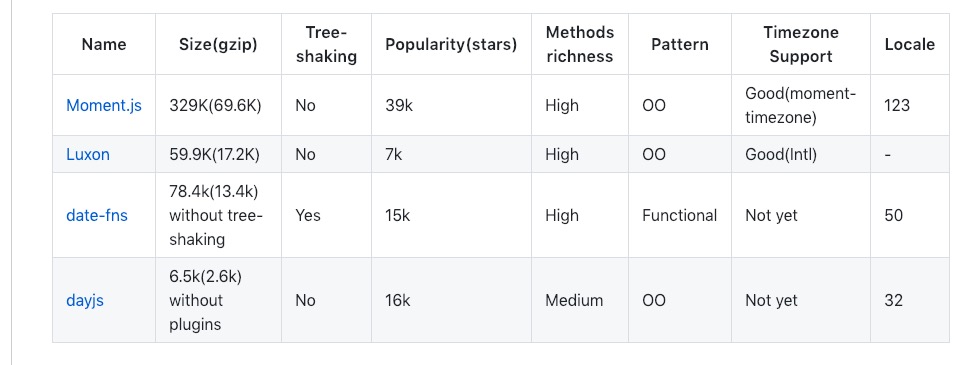 Name Size(gzip) Tree-shaking Popularity(stars) Methods richness Pattern Timezone Support Locale
Moment.js 329K(69.6K) No 39k High OO Good(moment-timezone) 123
Luxon 59.9K(17.2K) No 7k High OO Good(Intl) -
date-fns 78.4k(13.4k) without tree-shaking Yes 15k High Functional Not yet 50
dayjs 6.5k(2.6k) without plugins No 16k Medium OO Not yet 32